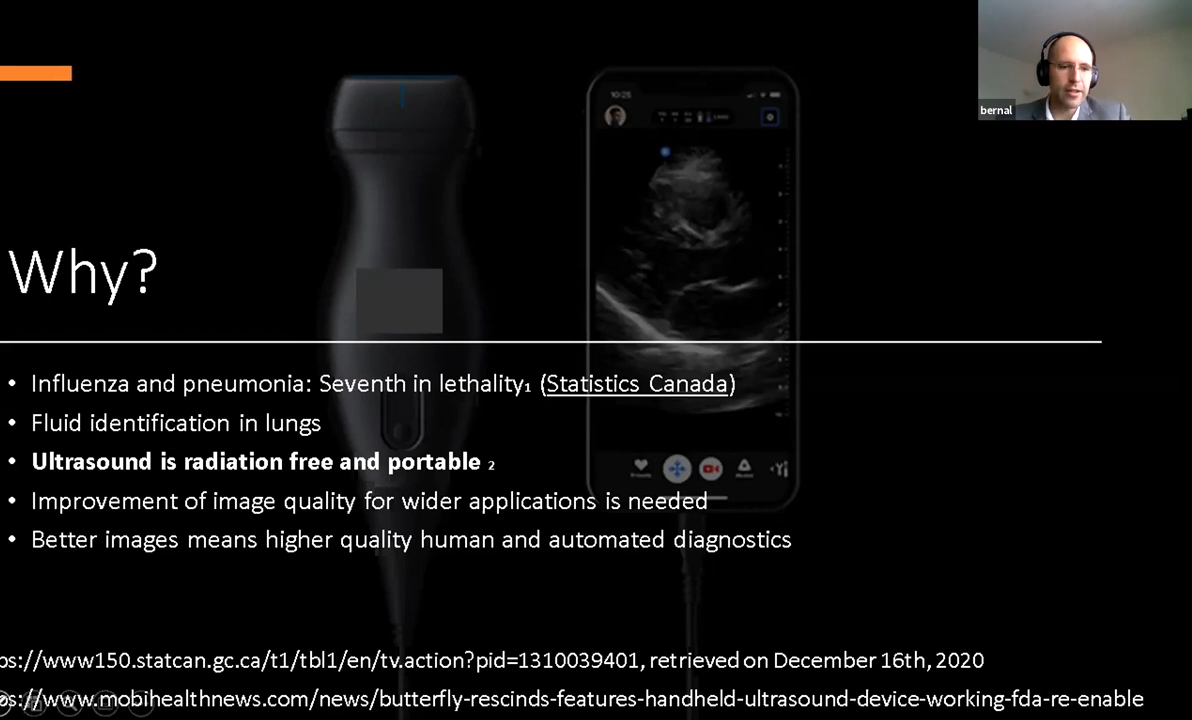 bernal
10:25
Why?
• Influenza and pneumonia: Seventh in lethality₁ (Statistics Canada)
• Fluid identification in lungs
• Ultrasound is radiation free and portable ₂
• Improvement of image quality for wider applications is needed
• Better images means higher quality human and automated diagnostics
ps://www150.statcan.gc.ca/t1/tbl1/en/tv.action?pid=1310039401, retrieved on December 16th, 2020
ps://www.mobihealthnews.com/news/butterfly-rescinds-features-handheld-ultrasound-device-working-fda-re-enable